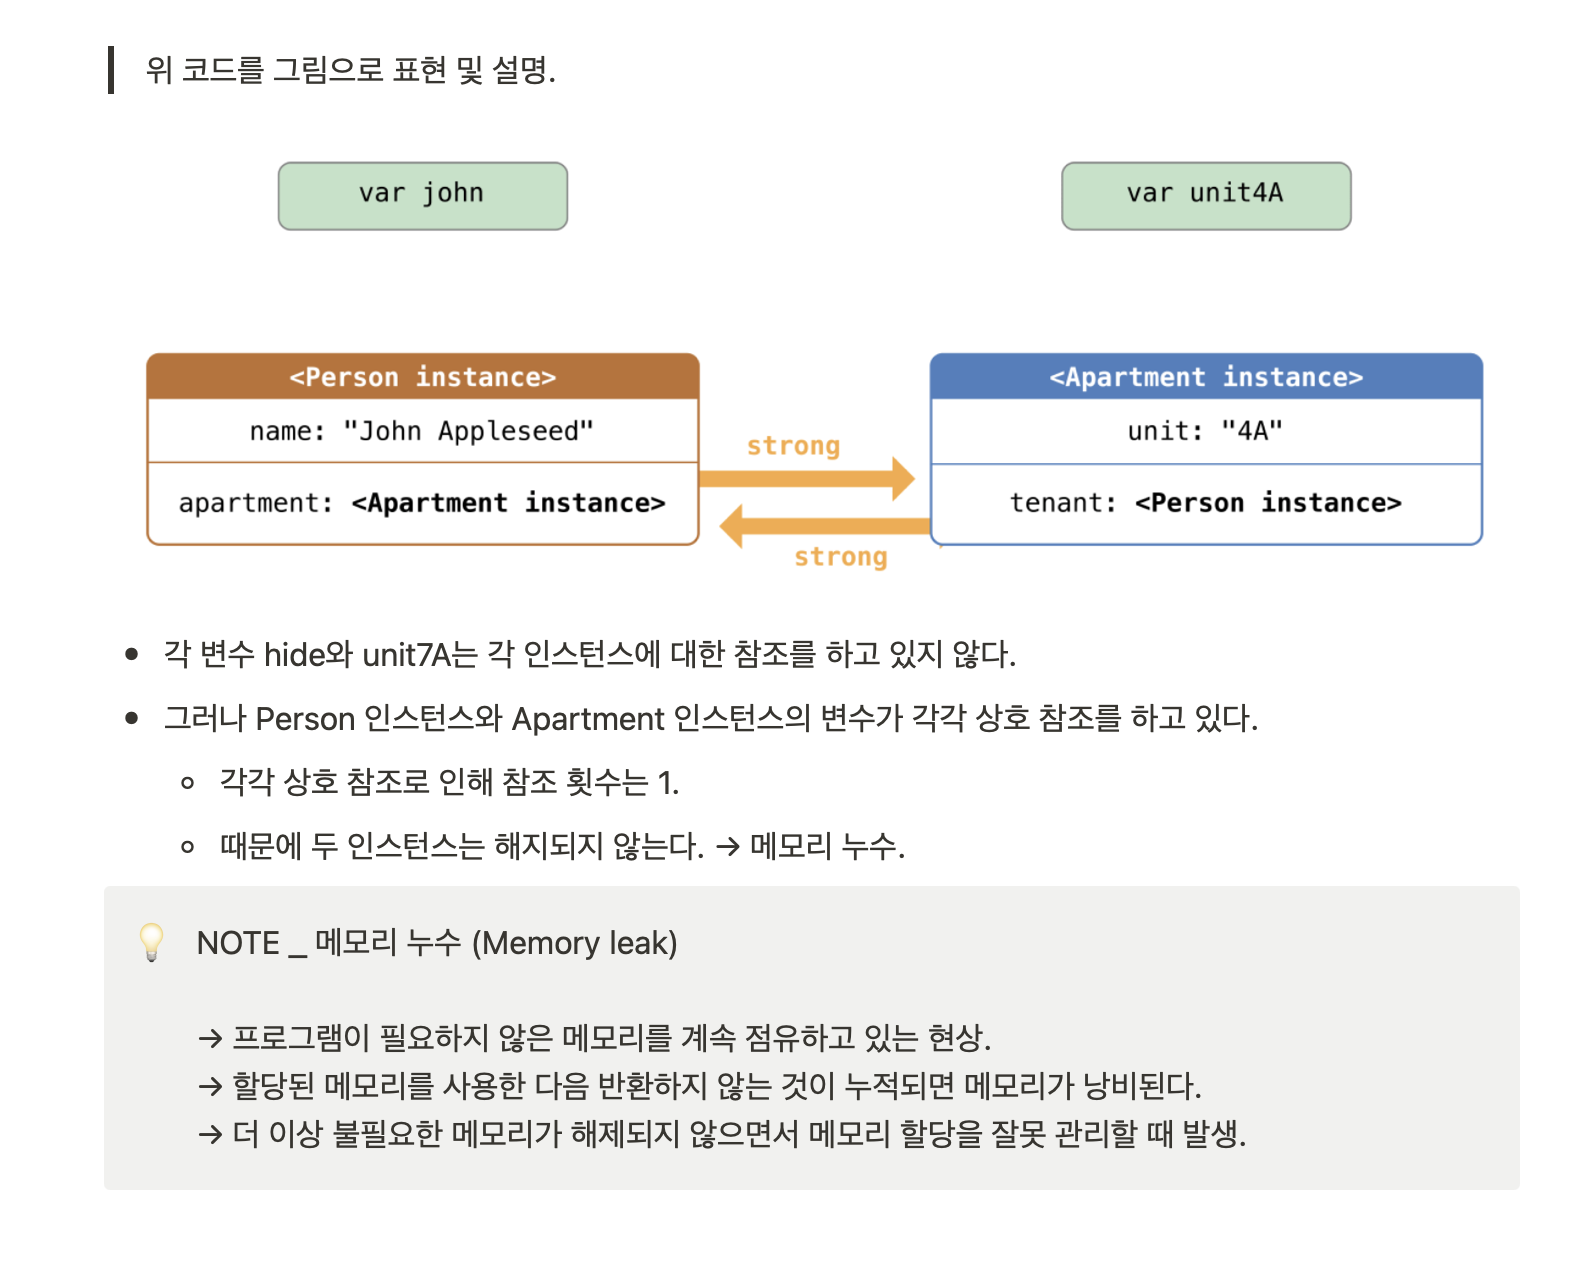 위 코드를 그림으로 표현 및 설명.
var john
var unit4A
<Person instance>
<Apartment instance>
name: "John Appleseed"
unit: "4A"
strong
apartment: <Apartment instance>
tenant: <Person instance>
strong
각 변수 hide와 unit7A는 각 인스턴스에 대한 참조를 하고 있지 않다.
그러나 Person 인스턴스와 Apartment 인스턴스의 변수가 각각 상호 참조를 하고 있다.
각각 상호 참조로 인해 참조 횟수는 1.
때문에 두 인스턴스는 해지되지 않는다. → 메모리 누수.
NOTE _ 메모리 누수 (Memory leak)
→ 프로그램이 필요하지 않은 메모리를 계속 점유하고 있는 현상.
→ 할당된 메모리를 사용한 다음 반환하지 않는 것이 누적되면 메모리가 낭비된다.
→ 더 이상 불필요한 메모리가 해제되지 않으면서 메모리 할당을 잘못 관리할 때 발생.